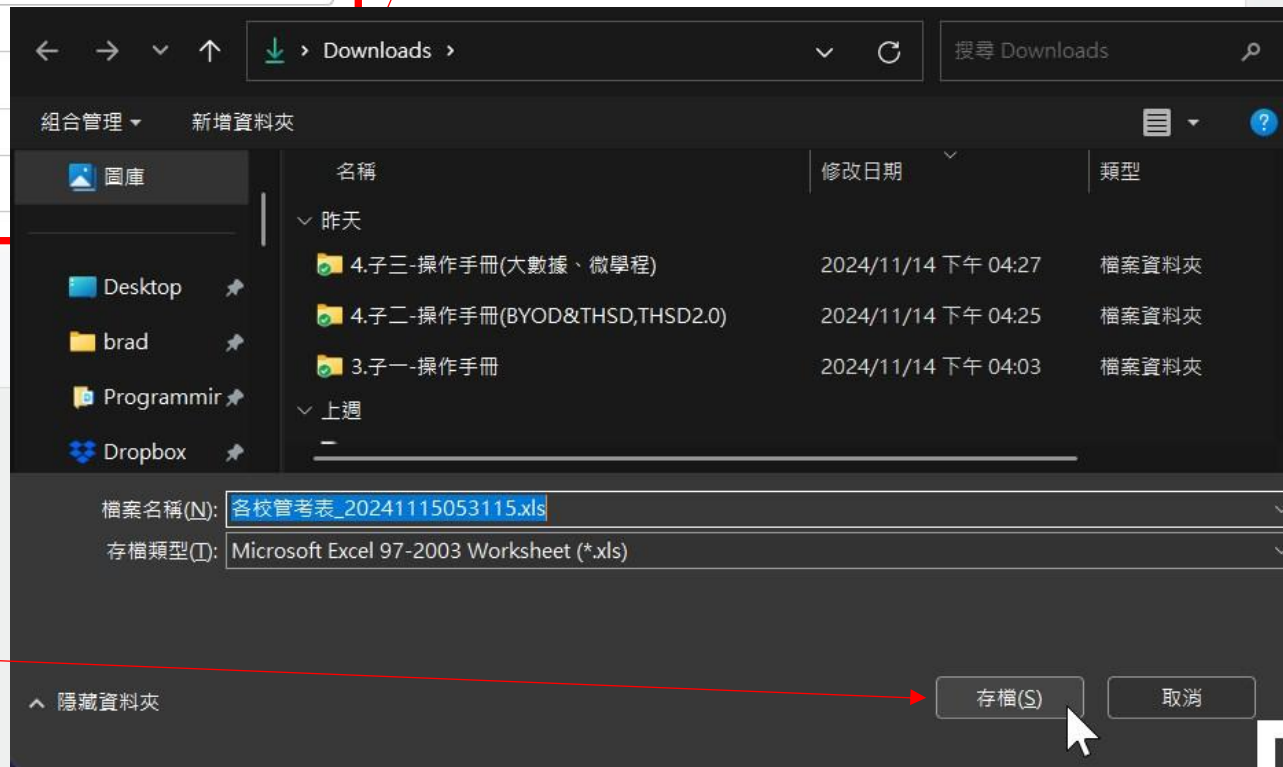 Downloads
搜尋 Downloads
組合管理
新增資料夾
圖庫
Desktop
brad
Programmir
Dropbox
名稱
修改日期
類型
昨天
4.子三-操作手冊(大數據、微學程)
2024/11/14 下午 04:27
檔案資料夾
4.子二-操作手冊(BYOD&THSD,THSD2.0)
2024/11/14 下午 04:25
檔案資料夾
3.子一-操作手冊
2024/11/14 下午 04:03
檔案資料夾
上週
檔案名稱(N): 各校管考表_20241115053115.xls
存檔類型(T): Microsoft Excel 97-2003 Worksheet (*.xls)
隱藏資料夾
存檔(S)
取消